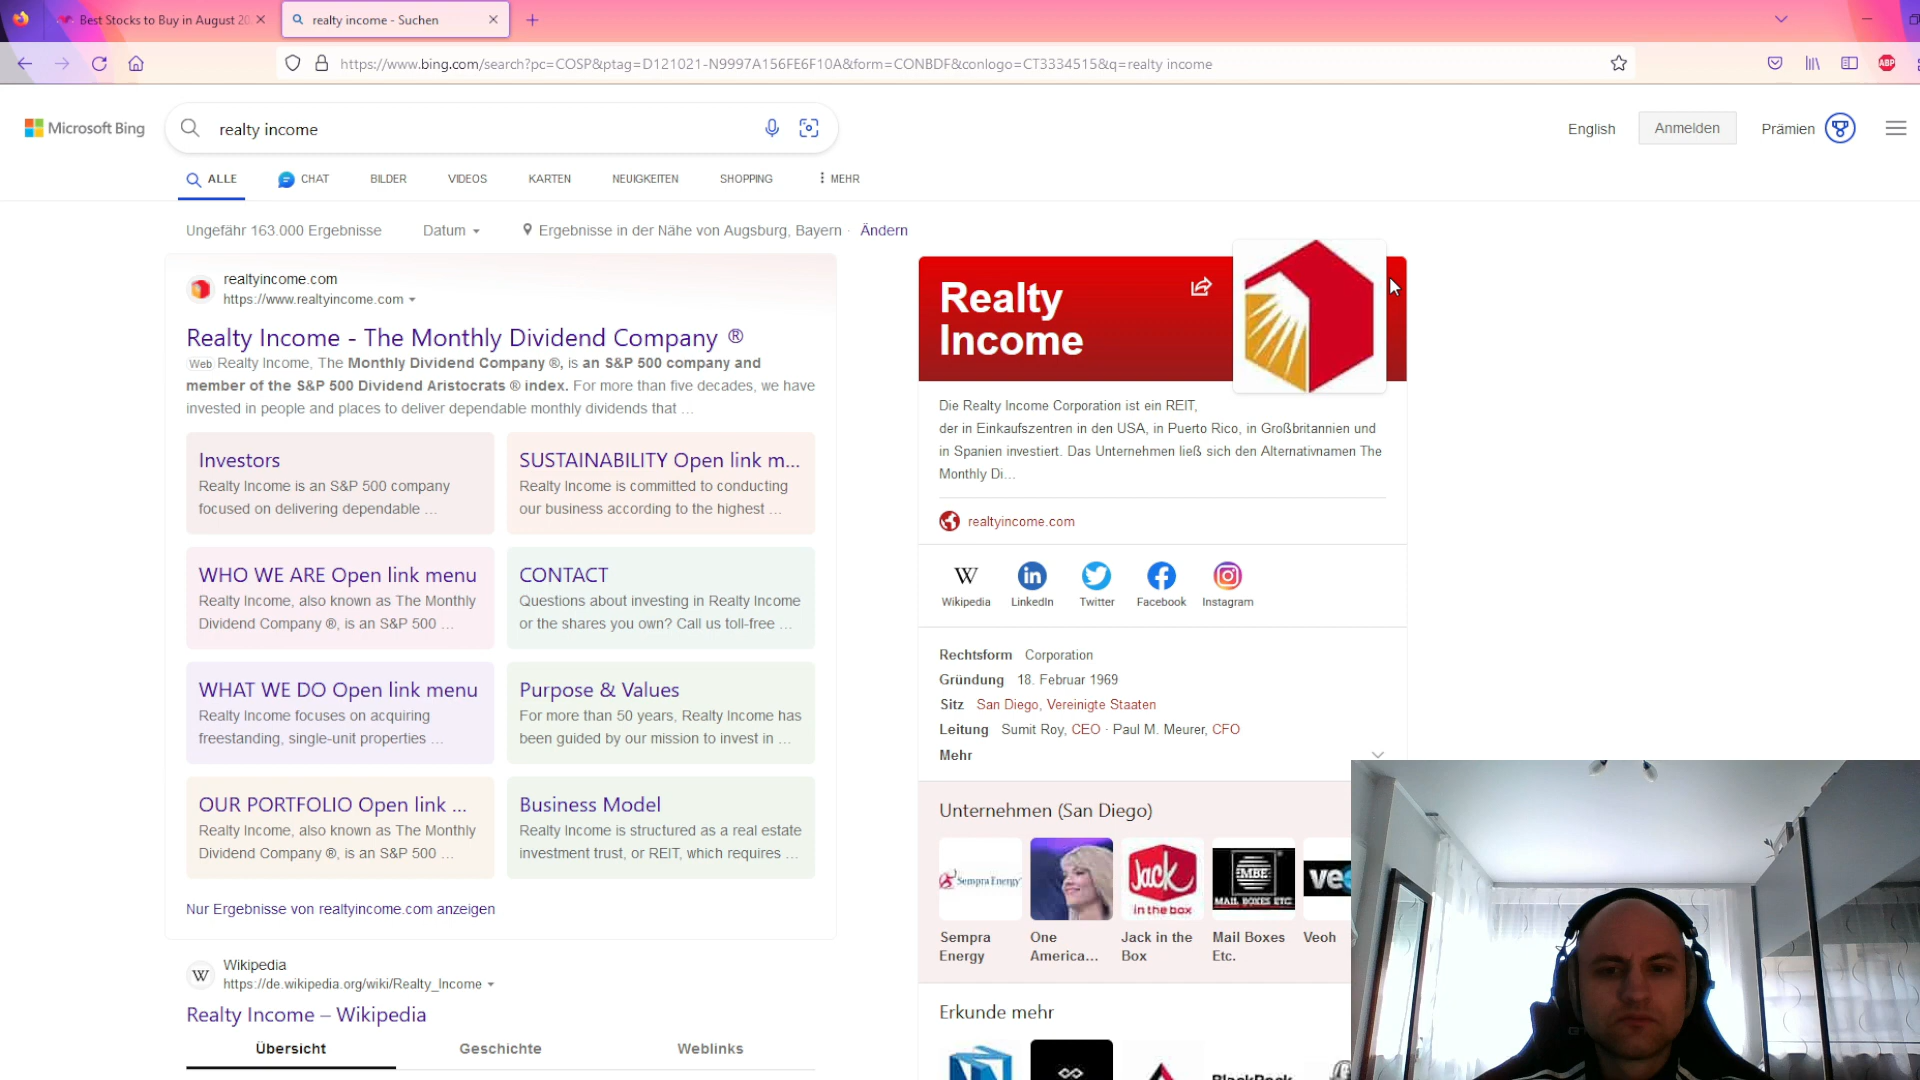 Best Stocks to Buy in August 20
realty income - Suchen
https://www.bing.com/search?pc=COSP&ptag=D121021-N9997A156FE6F10A&form=CONBDF&conlogo=CT3334515&q=realty income
ABP
Microsoft Bing
realty income
English
Anmelden
Prämien
ALLE
CHAT
BILDER
VIDEOS
KARTEN
NEUIGKEITEN
SHOPPING
MEHR
Ungefähr 163.000 Ergebnisse
Datum
Ergebnisse in der Nähe von Augsburg, Bayern ·
Ändern
realtyincome.com
https://www.realtyincome.com
Realty Income - The Monthly Dividend Company ®
Web Realty Income, The Monthly Dividend Company ®, is an S&P 500 company and
member of the S&P 500 Dividend Aristocrats ® index. For more than five decades, we have
invested in people and places to deliver dependable monthly dividends that ...
Investors
Realty Income is an S&P 500 company
focused on delivering dependable ...
SUSTAINABILITY Open link m...
Realty Income is committed to conducting
our business according to the highest ...
WHO WE ARE Open link menu
Realty Income, also known as The Monthly
Dividend Company ®, is an S&P 500 ...
CONTACT
Questions about investing in Realty Income
or the shares you own? Call us toll-free ...
WHAT WE DO Open link menu
Realty Income focuses on acquiring
freestanding, single-unit properties ...
Purpose & Values
For more than 50 years, Realty Income has
been guided by our mission to invest in ...
OUR PORTFOLIO Open link ...
Realty Income, also known as The Monthly
Dividend Company ®, is an S&P 500 ...
Business Model
Realty Income is structured as a real estate
investment trust, or REIT, which requires ...
Nur Ergebnisse von realtyincome.com anzeigen
W
Wikipedia
https://de.wikipedia.org/wiki/Realty_Income
Realty Income – Wikipedia
Übersicht
Geschichte
Weblinks
Realty
Income
Die Realty Income Corporation ist ein REIT,
der in Einkaufszentren in den USA, in Puerto Rico, in Großbritannien und
in Spanien investiert. Das Unternehmen ließ sich den Alternativnamen The
Monthly Di...
realtyincome.com
W
in
Wikipedia
LinkedIn
Twitter
Facebook
Instagram
Rechtsform Corporation
Gründung 18. Februar 1969
Sitz San Diego, Vereinigte Staaten
Leitung Sumit Roy, CEO · Paul M. Meurer, CFO
Mehr
Unternehmen (San Diego)
Sempra Energy
Jack
in the box
MBE
MAIL BOXES ETC.
veo
Sempra
Energy
One
America...
Jack in the
Box
Mail Boxes
Etc.
Veoh
Erkunde mehr
BlackRock